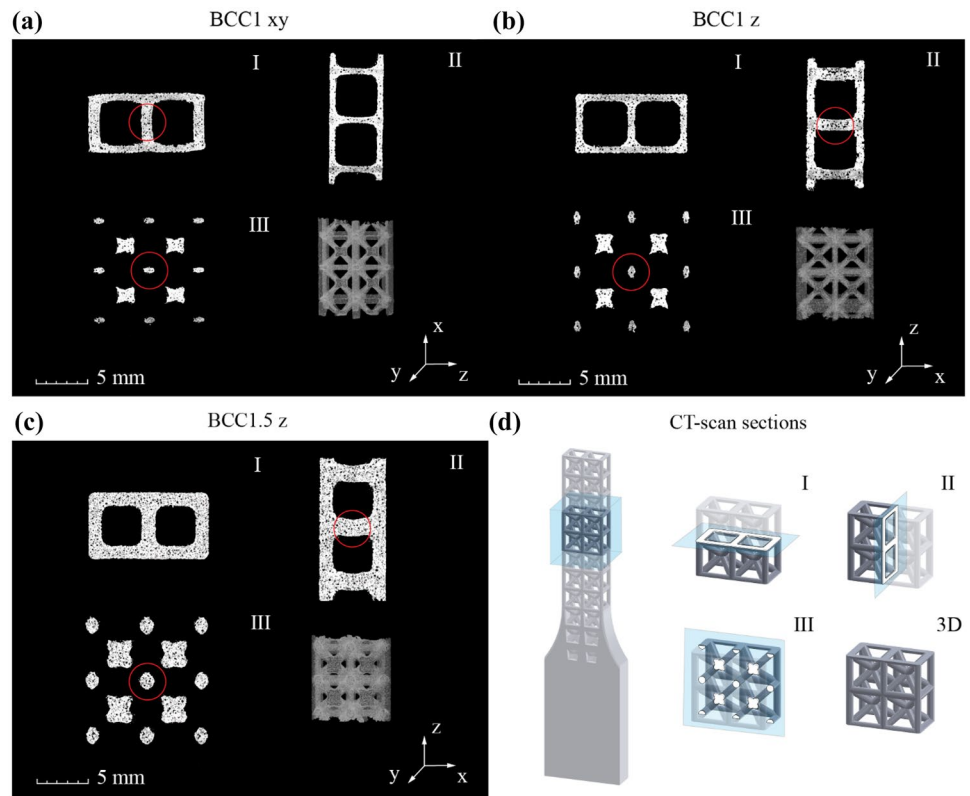 (a)
BCC1 xy
I
II
III
x
y
z
5 mm
(b)
BCC1 z
I
II
III
z
y
x
5 mm
(c)
BCC1.5 z
I
II
III
z
y
x
5 mm
(d)
CT-scan sections
I
II
III
3D